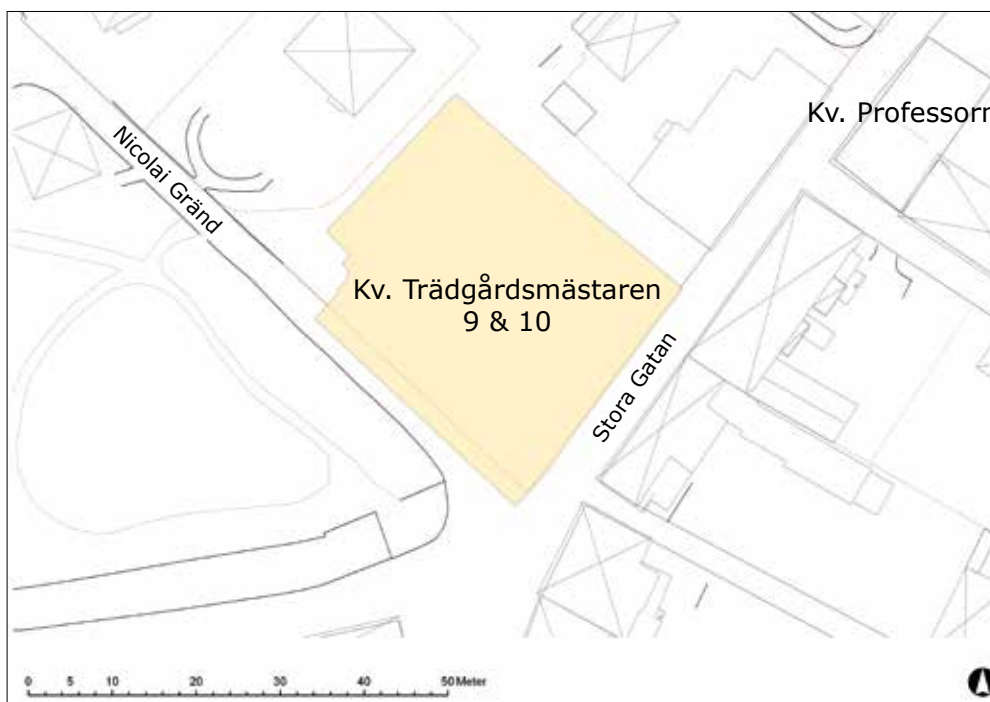 Kv. Professorn
Nicolai Gränd
Kv. Trädgårdsmästaren
9 & 10
Stora Gatan
0 5 10 20 30 40 50 Meter